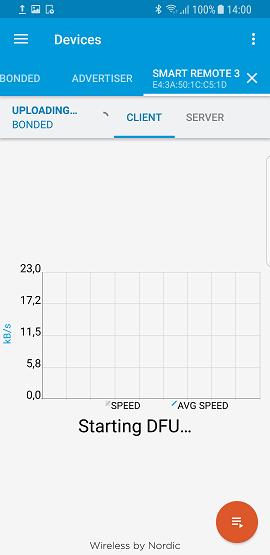 100% 14:00
Devices
BONDED ADVERTISER SMART REMOTE 3
E4:3A:50:1C:C5:1D
UPLOADING... CLIENT SERVER
BONDED
23,0
17,2
11,5
5,8
0,0
kB/s
SPEED AVG SPEED
Starting DFU...
Wireless by Nordic